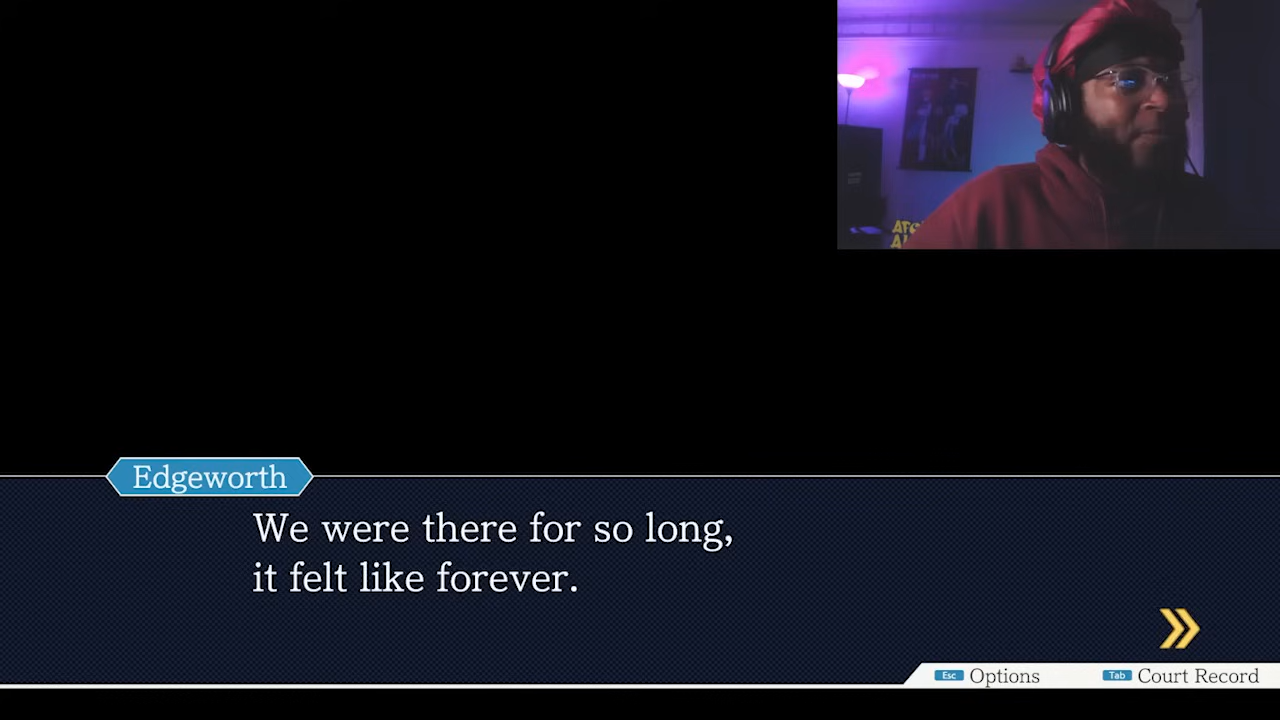 Edgeworth
We were there for so long,
it felt like forever.
Esc Options Tab Court Record